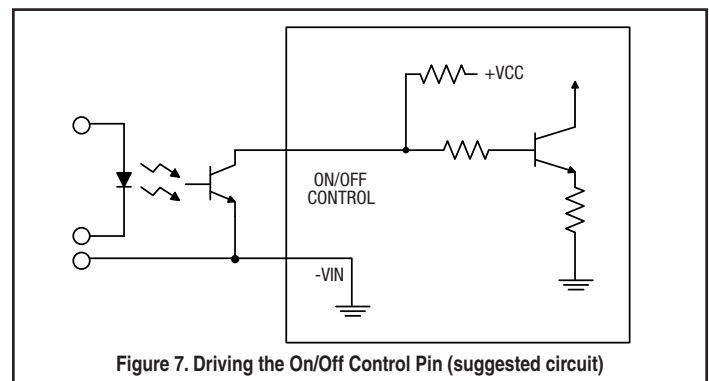 +VCC
ON/OFF
CONTROL
-VIN
Figure 7. Driving the On/Off Control Pin (suggested circuit)